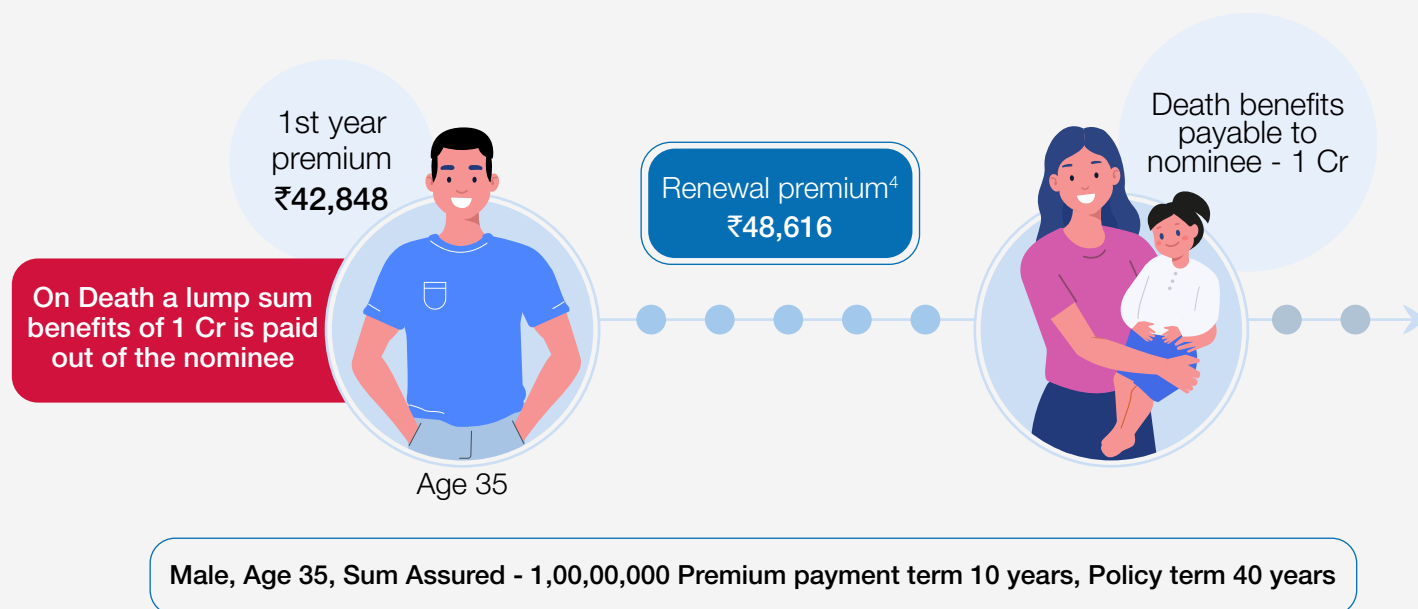 1st year
premium
₹42,848
On Death a lump sum
benefits of 1 Cr is paid
out of the nominee
Age 35
Renewal premium⁴
₹48,616
Death benefits
payable to
nominee - 1 Cr
Male, Age 35, Sum Assured - 1,00,00,000 Premium payment term 10 years, Policy term 40 years